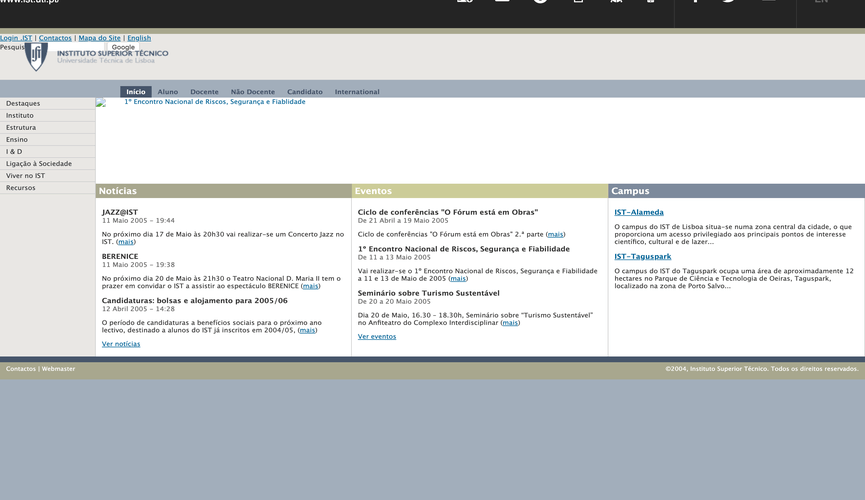 www.ist.utl.pt/
Login .IST | Contactos | Mapa do Site | English
Pesquis
Google
INSTITUTO SUPERIOR TÉCNICO
Universidade Técnica de Lisboa
Início Aluno Docente Não Docente Candidato International
Destaques
Instituto
Estrutura
Ensino
I & D
Ligação à Sociedade
Viver no IST
Recursos
1º Encontro Nacional de Riscos, Segurança e Fiablidade
Notícias
JAZZ@IST
11 Maio 2005 - 19:44
No próximo dia 17 de Maio às 20h30 vai realizar-se um Concerto Jazz no
IST. (mais)
BERENICE
11 Maio 2005 - 19:38
No próximo dia 20 de Maio às 21h30 o Teatro Nacional D. Maria II tem o
prazer em convidar o IST a assistir ao espectáculo BERENICE (mais)
Candidaturas: bolsas e alojamento para 2005/06
12 Abril 2005 - 14:28
O período de candidaturas a benefícios sociais para o próximo ano
lectivo, destinado a alunos do IST já inscritos em 2004/05, (mais)
Ver notícias
Eventos
Ciclo de conferências "O Fórum está em Obras"
De 21 Abril a 19 Maio 2005
Ciclo de conferências "O Fórum está em Obras" 2.ª parte (mais)
1º Encontro Nacional de Riscos, Segurança e Fiabilidade
De 11 a 13 Maio 2005
Vai realizar-se o 1º Encontro Nacional de Riscos, Segurança e Fiabilidade
a 11 e 13 de Maio de 2005 (mais)
Seminário sobre Turismo Sustentável
De 20 a 20 Maio 2005
Dia 20 de Maio, 16.30 - 18.30h, Seminário sobre "Turismo Sustentável"
no Anfiteatro do Complexo Interdisciplinar (mais)
Ver eventos
Campus
IST-Alameda
O campus do IST de Lisboa situa-se numa zona central da cidade, o que
proporciona um acesso privilegiado aos principais pontos de interesse
científico, cultural e de lazer...
IST-Taguspark
O campus do IST do Taguspark ocupa uma área de aproximadamente 12
hectares no Parque de Ciência e Tecnologia de Oeiras, Taguspark,
localizado na zona de Porto Salvo...
Contactos | Webmaster
©2004, Instituto Superior Técnico. Todos os direitos reservados.